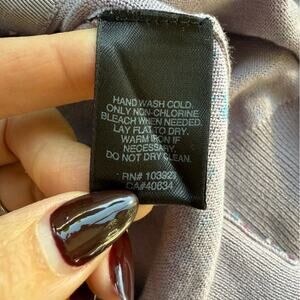 HAND WASH COLD.
ONLY NON-CHLORINE
BLEACH WHEN NEEDED.
LAY FLAT TO DRY.
WARM IRON IF
NECESSARY.
DO NOT DRY CLEAN.
RN# 103923
CA#40634